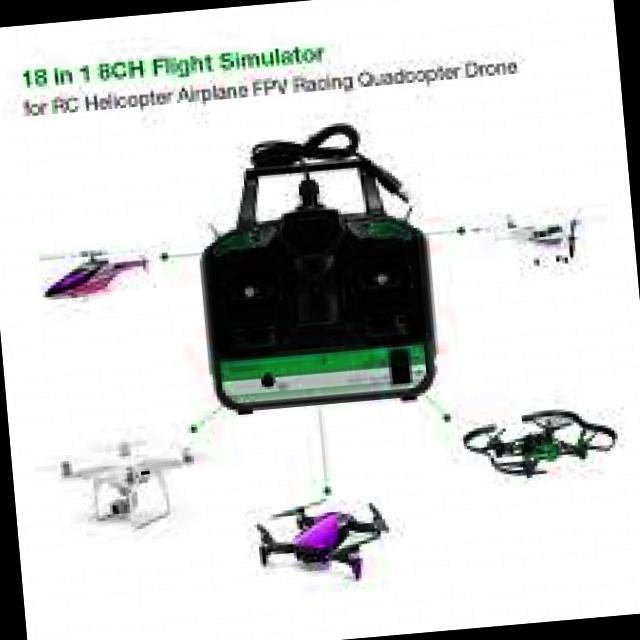 18 in 1 8CH Flight Simulator
for RC Helicopter Airplane FPV Racing Quadcopter Drone